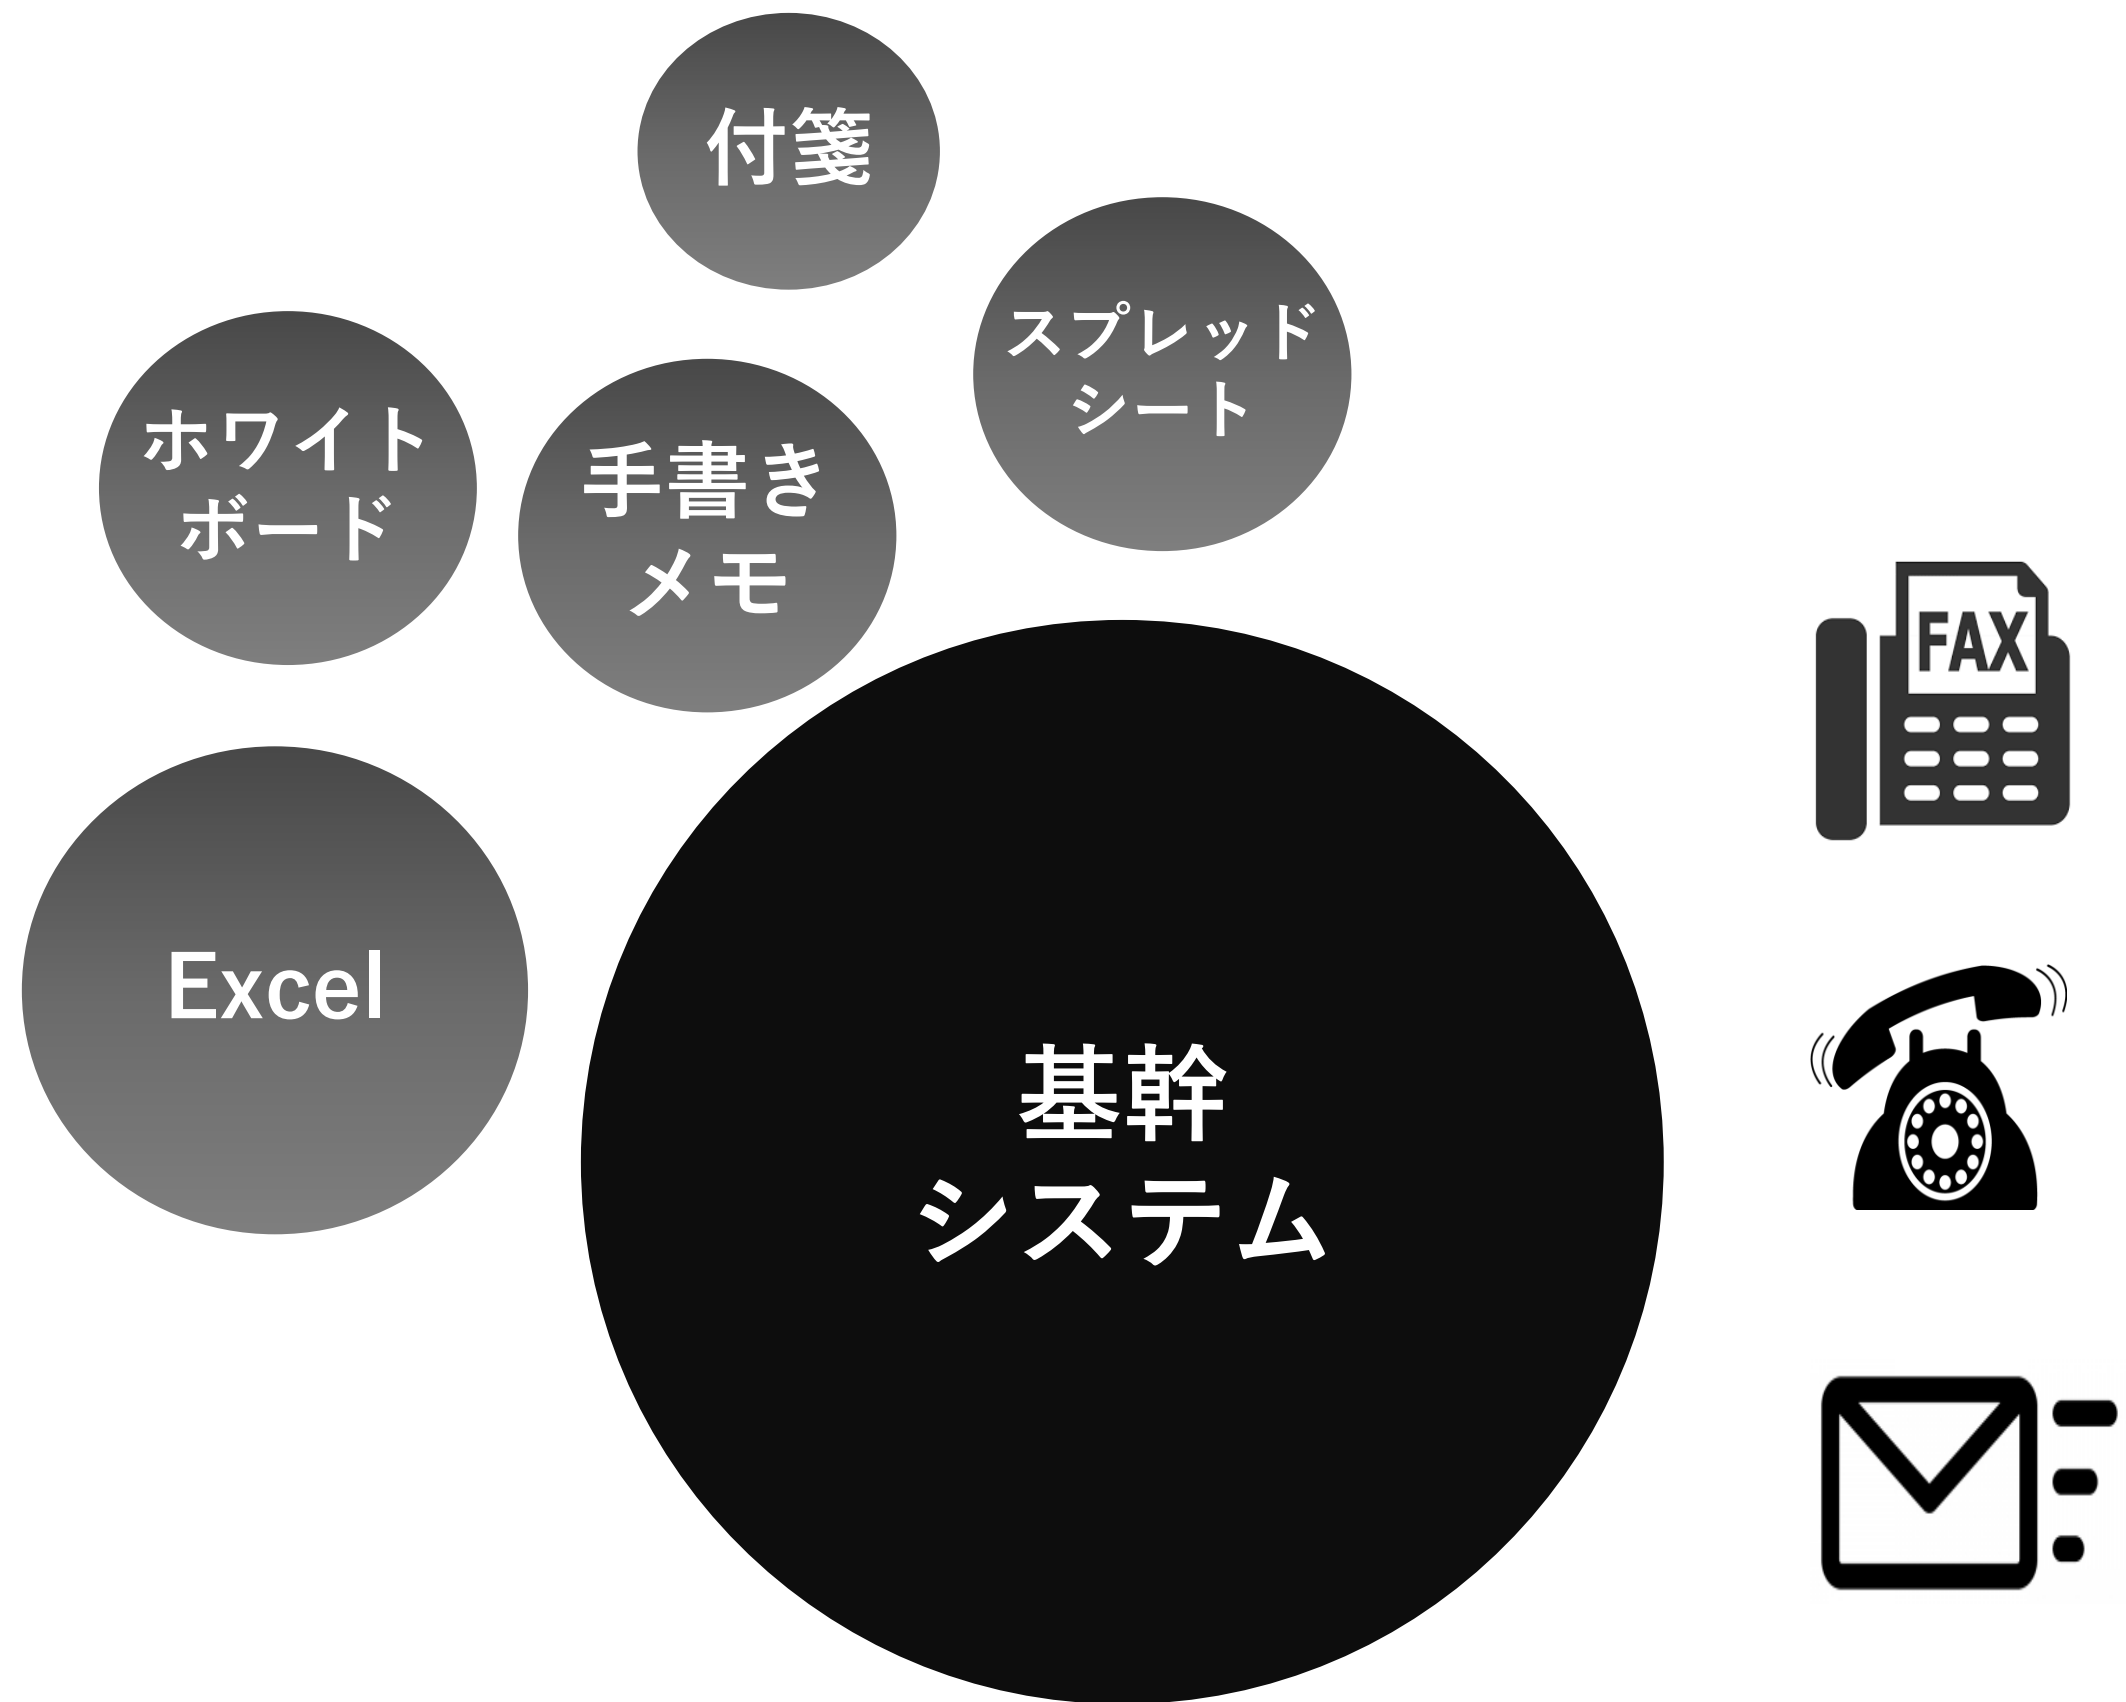 付箋
スプレッド
シート
ホワイト
ボード
手書き
メモ
FAX
Excel
基幹
システム